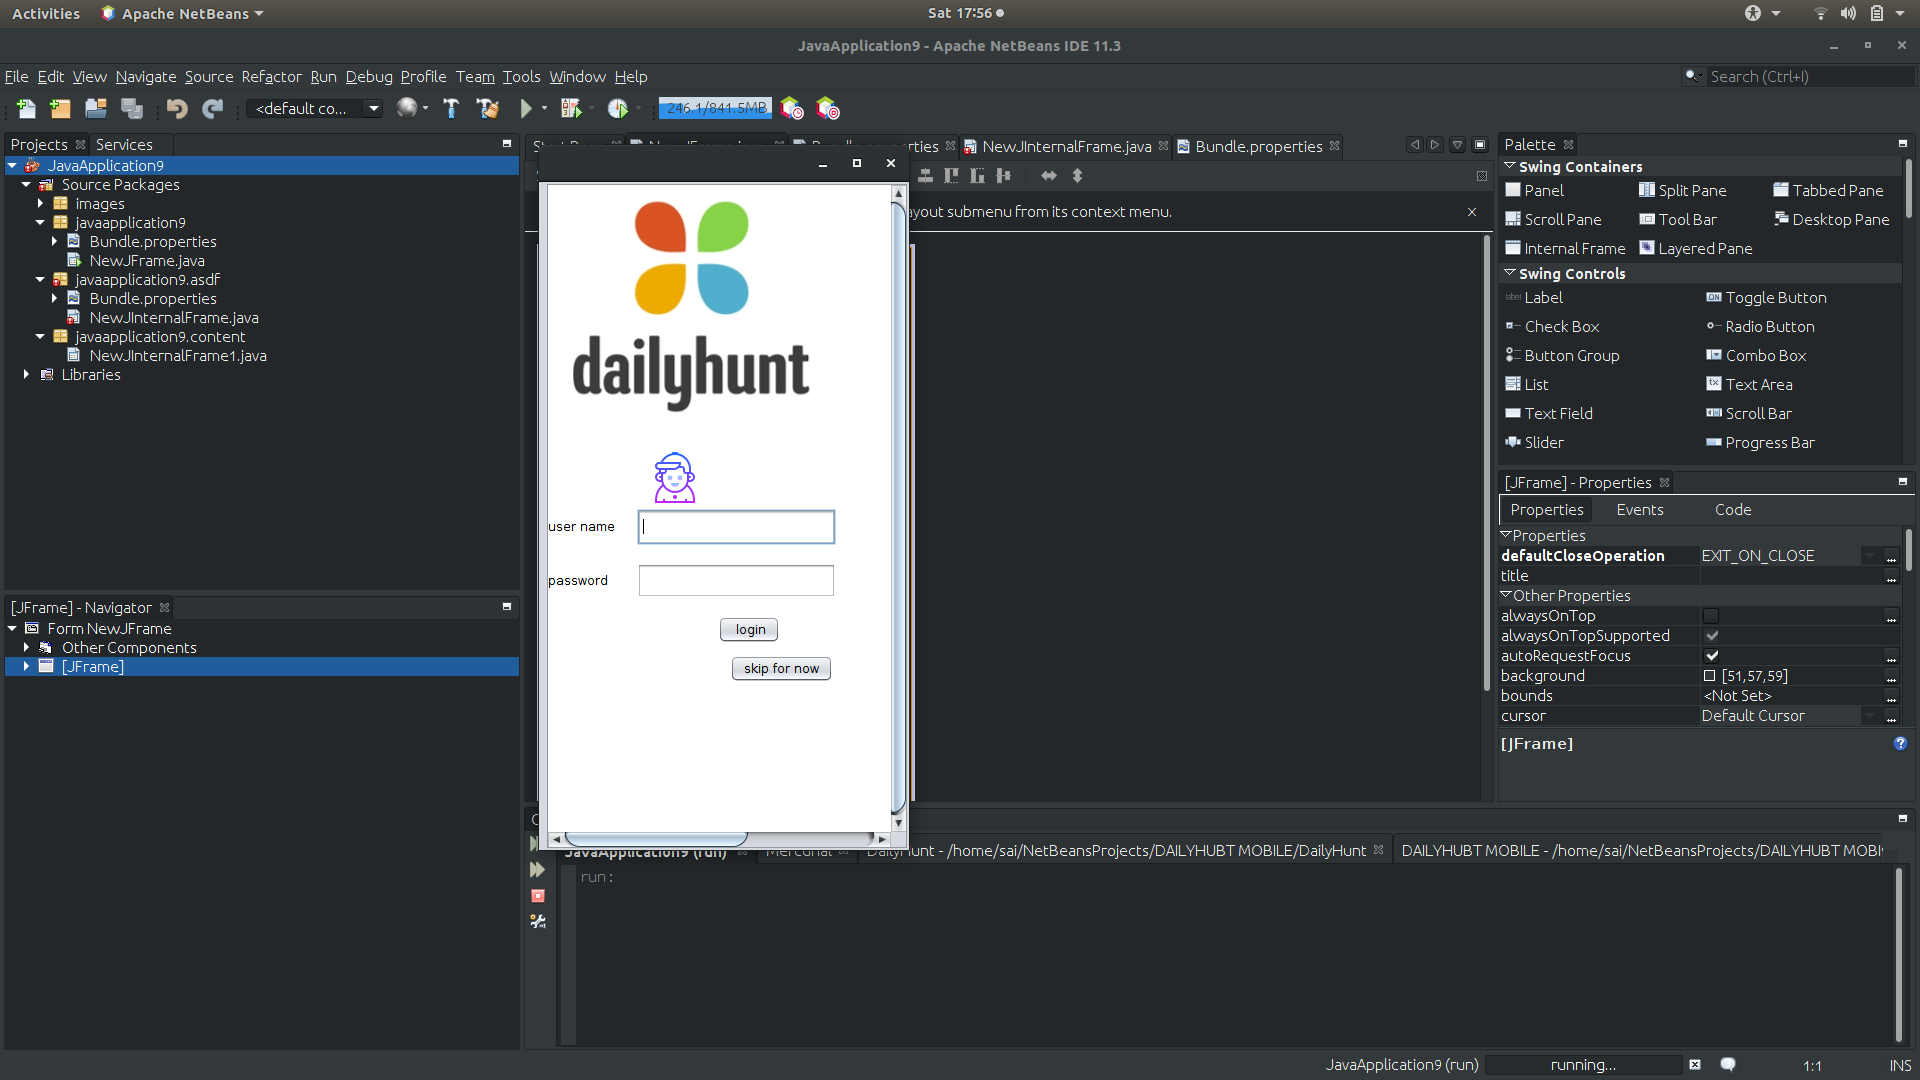 Activities
Apache NetBeans
Sat 17:56
JavaApplication9 - Apache NetBeans IDE 11.3
File Edit View Navigate Source Refactor Run Debug Profile Team Tools Window Help
Search (Ctrl+I)
<default co...
246.1/841.5MB
Projects
Services
NewJInternalFrame.java
Bundle.properties
Palette
JavaApplication9
Source Packages
images
javaapplication9
Bundle.properties
NewJFrame.java
javaapplication9.asdf
Bundle.properties
NewJInternalFrame.java
javaapplication9.content
NewJInternalFrame1.java
Libraries
ayout submenu from its context menu.
dailyhunt
user name
password
login
skip for now
Swing Containers
Panel
Split Pane
Tabbed Pane
Scroll Pane
Tool Bar
Desktop Pane
Internal Frame
Layered Pane
Swing Controls
label Label
ON Toggle Button
Check Box
Radio Button
Button Group
Combo Box
List
tx Text Area
Text Field
Scroll Bar
Slider
Progress Bar
[JFrame] - Properties
Properties
Events
Code
Properties
defaultCloseOperation
EXIT_ON_CLOSE
...
title
...
Other Properties
alwaysOnTop
...
alwaysOnTopSupported
autoRequestFocus
...
background
[51,57,59]
...
bounds
<Not Set>
...
cursor
Default Cursor
...
[JFrame]
?
[JFrame] - Navigator
Form NewJFrame
Other Components
[JFrame]
JavaApplication9 (run)
Mercurial
DailyHunt - /home/sai/NetBeansProjects/DAILYHUBT MOBILE/DailyHunt
DAILYHUBT MOBILE - /home/sai/NetBeansProjects/DAILYHUBT MOBI
run:
JavaApplication9 (run)
running...
1:1
INS